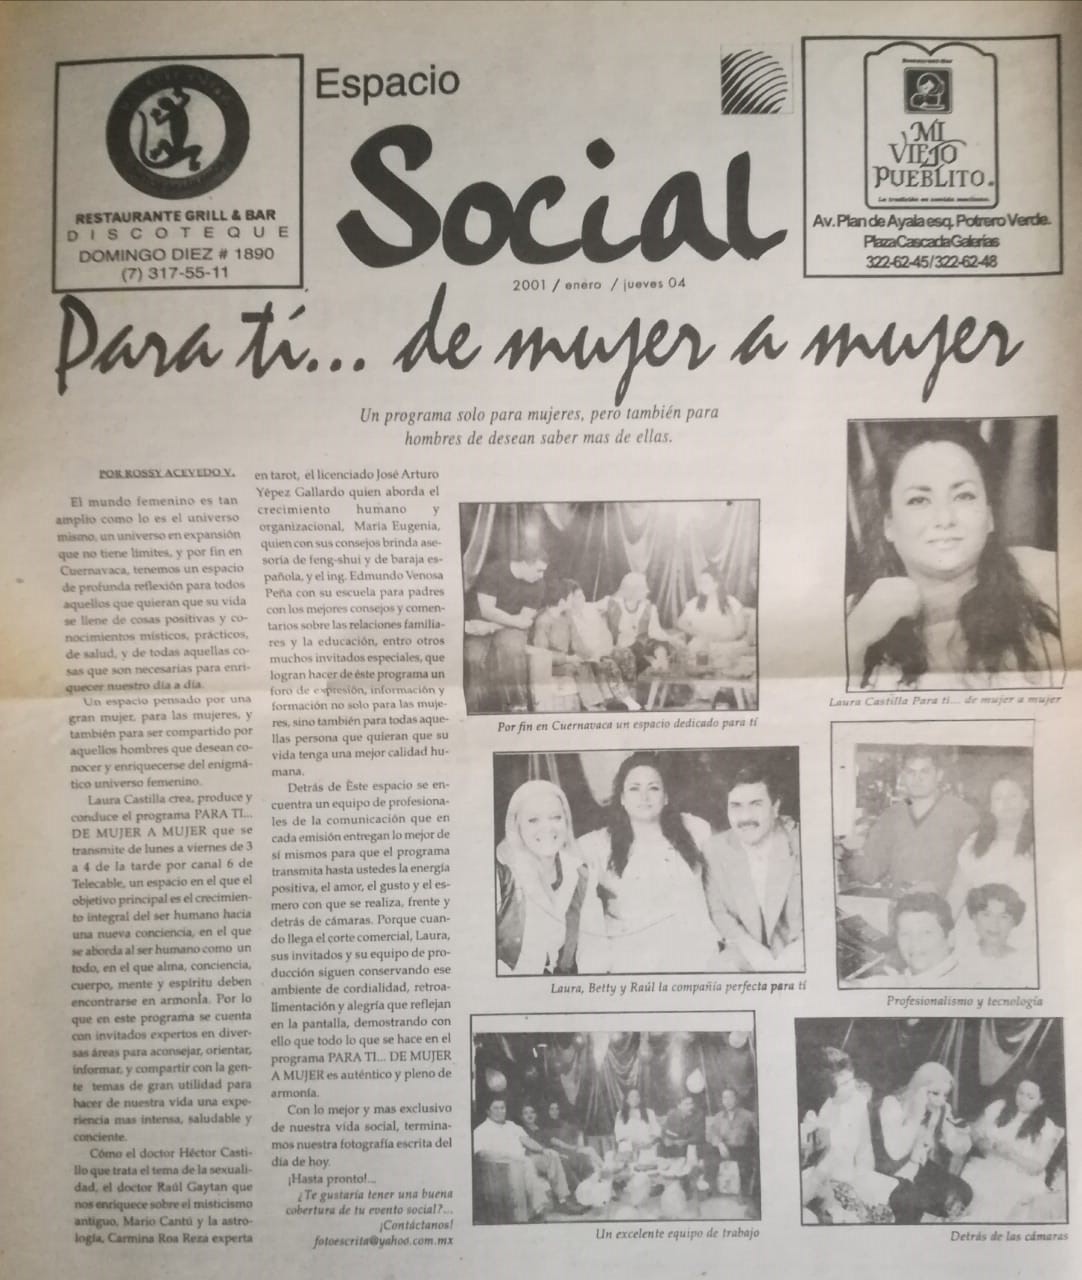 RESTAURANTE GRILL & BAR
DISCOTEQUE
DOMINGO DIEZ # 1890
(7) 317-55-11
Espacio
Social
2001 / enero / jueves 04
Restaurant-Bar
MI
VIEJO
PUEBLITO.
La tradición en comida mexicana.
Av. Plan de Ayala esq. Potrero Verde.
Plaza Cascada Galerías
322-62-45/322-62-48
Para tí... de mujer a mujer
Un programa solo para mujeres, pero también para
hombres de desean saber mas de ellas.
POR ROSSY ACEVEDO V.
El mundo femenino es tan
amplio como lo es el universo
mismo, un universo en expansión
que no tiene limites, y por fin en
Cuernavaca, tenemos un espacio
de profunda reflexión para todos
aquellos que quieran que su vida
se llene de cosas positivas y co-
nocimientos místicos, prácticos,
de salud, y de todas aquellas co-
sas que son necesarias para enri-
quecer nuestro día a día.
Un espacio pensado por una
gran mujer, para las mujeres, y
también para ser compartido por
aquellos hombres que desean co-
nocer y enriquecerse del enigmá-
tico universo femenino.
Laura Castilla crea, produce y
conduce el programa PARA TI...
DE MUJER A MUJER que se
transmite de lunes a viernes de 3
a 4 de la tarde por canal 6 de
Telecable, un espacio en el que el
objetivo principal es el crecimien-
to integral del ser humano hacia
una nueva conciencia, en el que
se aborda al ser humano como un
todo, en el que alma, conciencia,
cuerpo, mente y espíritu deben
encontrarse en armonía. Por lo
que en este programa se cuenta
con invitados expertos en diver-
sas áreas para aconsejar, orientar,
informar, y compartir con la gen-
te temas de gran utilidad para
hacer de nuestra vida una expe-
riencia mas intensa, saludable y
conciente.
Cómo el doctor Héctor Casti-
llo que trata el tema de la sexuali-
dad, el doctor Raúl Gaytan que
nos enriquece sobre el misticismo
antiguo, Mario Cantú y la astro-
logía, Carmina Roa Reza experta
en tarot, el licenciado José Arturo
Yépez Gallardo quien aborda el
crecimiento humano y
organizacional, Maria Eugenia,
quien con sus consejos brinda ase-
soría de feng-shui y de baraja es-
pañola, y el ing. Edmundo Venosa
Peña con su escuela para padres
con los mejores consejos y comen-
tarios sobre las relaciones familia-
res y la educación, entro otros
muchos invitados especiales, que
logran hacer de éste programa un
foro de expresión, información y
formación no solo para las muje-
res, sino también para todas aque-
llas persona que quieran que su
vida tenga una mejor calidad hu-
mana.
Detrás de Éste espacio se en-
cuentra un equipo de profesiona-
les de la comunicación que en
cada emisión entregan lo mejor de
sí mismos para que el programa
transmita hasta ustedes la energía
positiva, el amor, el gusto y el es-
mero con que se realiza, frente y
detrás de cámaras. Porque cuan-
do llega el corte comercial, Laura,
sus invitados y su equipo de pro-
ducción siguen conservando ese
ambiente de cordialidad, retroa-
limentación y alegría que reflejan
en la pantalla, demostrando con
ello que todo lo que se hace en el
programa PARA TI... DE MUJER
A MUJER es auténtico y pleno de
armonía.
Con lo mejor y mas exclusivo
de nuestra vida social, termina-
mos nuestra fotografía escrita del
día de hoy.
¡Hasta pronto!...
¿Te gustaría tener una buena
cobertura de tu evento social?...
¡Contáctanos!
fotoescrita@yahoo.com.mx
Por fin en Cuernavaca un espacio dedicado para tí
Laura Castilla Para ti... de mujer a mujer
Laura, Betty y Raúl la compañía perfecta para tí
Profesionalismo y tecnología
Un excelente equipo de trabajo
Detrás de las cámaras